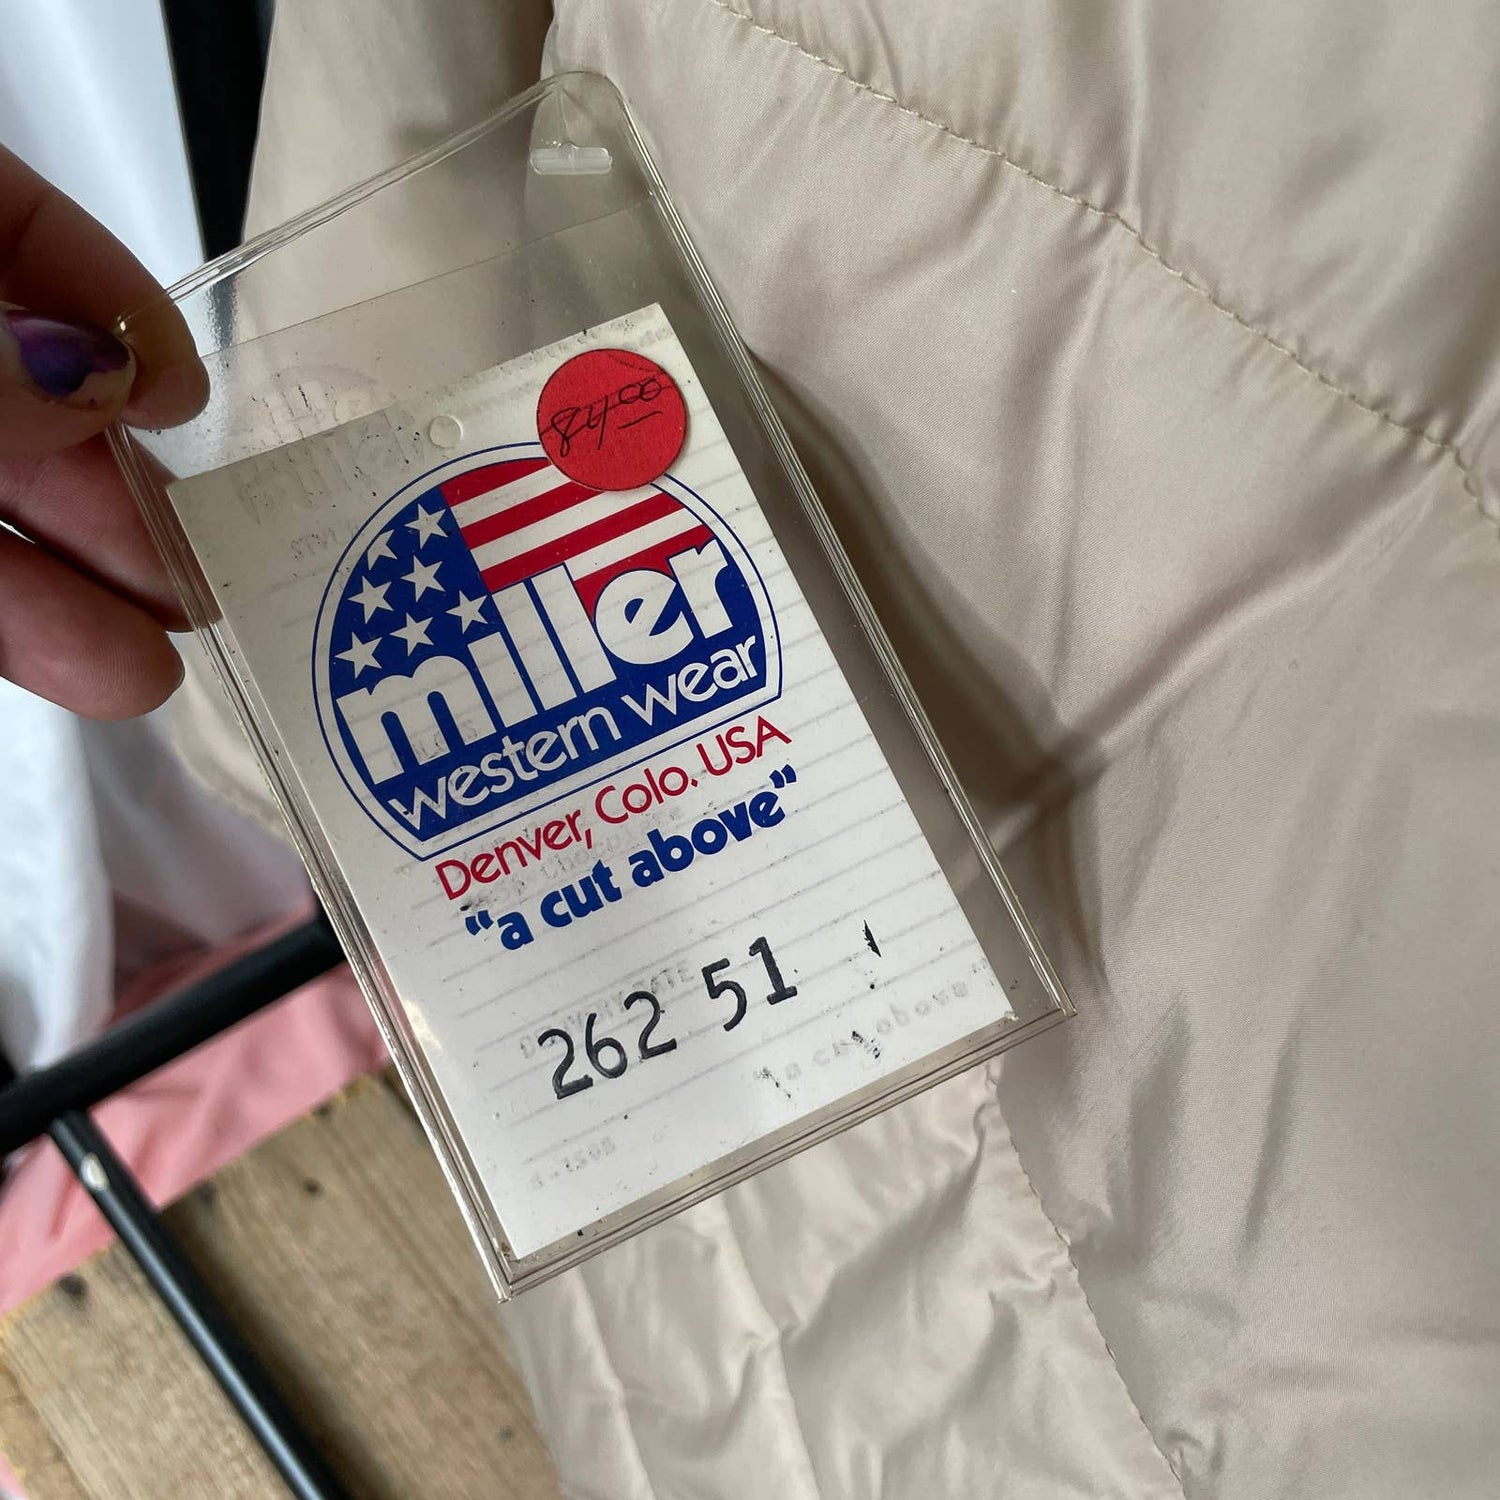 84.00
miller
western wear
Denver, Colo. USA
"a cut above"
262 51